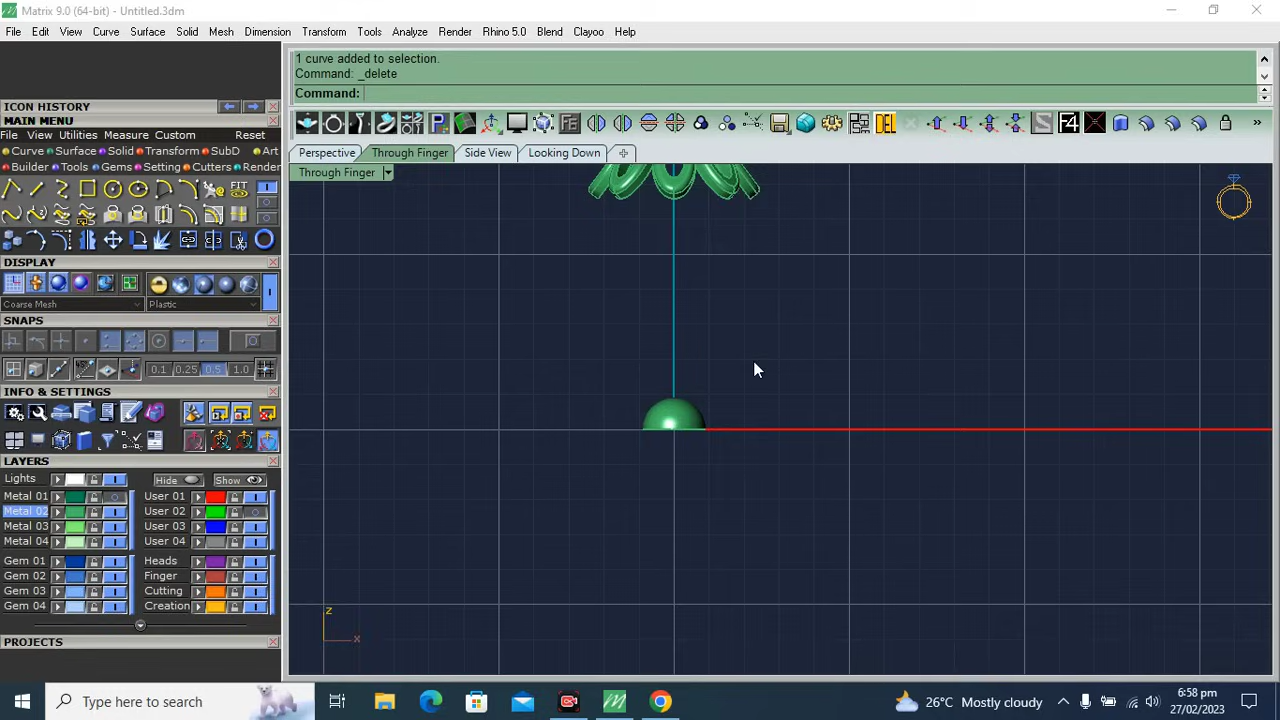 Matrix 9.0 (64-bit) - [Untitled.3dm
File Edit View Curve Surface Solid Mesh Dimension Transform Tools Analyze Render Rhino 5.0 Blend Clayoo Help
1 curve added to selection.
Command: _delete
Command:
ICON HISTORY
MAIN MENU
File View Utilities Measure Custom Reset
Curve Surface Solid Transform SubD Art
Builder Tools Gems Setting Cutters Render
FIT
DISPLAY
Coarse Mesh Plastic
SNAPS
0.1 0.25 0.5 1.0
INFO & SETTINGS
LAYERS
Lights Hide Show
Metal 01 User 01
Metal 02 User 02
Metal 03 User 03
Metal 04 User 04
Gem 01 Heads
Gem 02 Finger
Gem 03 Cutting
Gem 04 Creation
PROJECTS
FE S F4
Perspective Through Finger Side View Looking Down
Through Finger
z
x
Type here to search
26°C Mostly cloudy
6:58 pm
27/02/2023